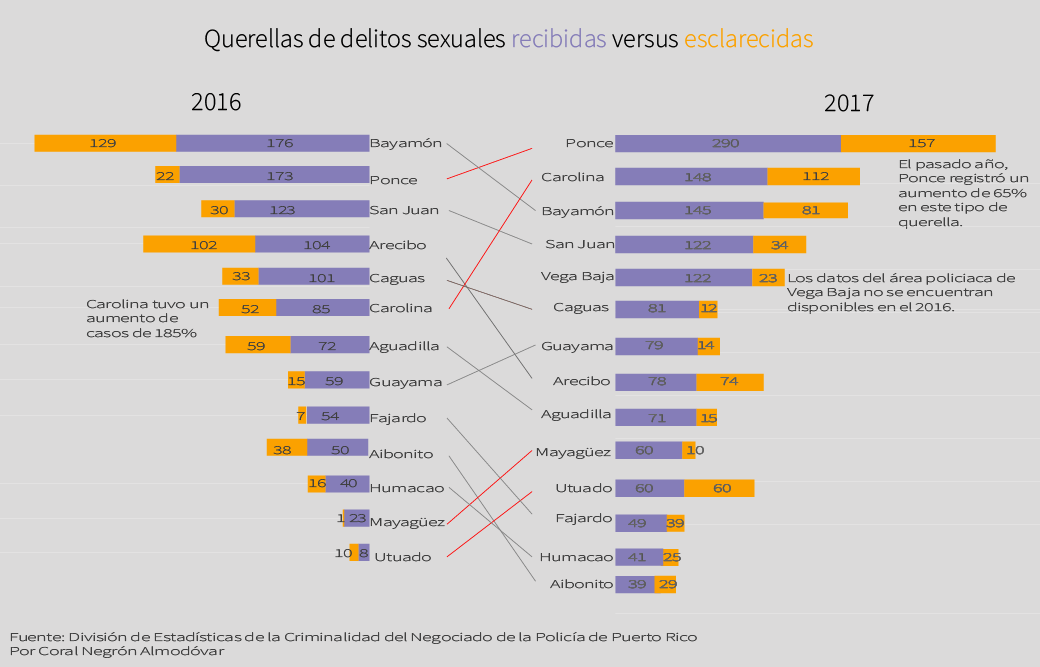 Querellas de delitos sexuales recibidas versus esclarecidas
2016
2017
129 176 Bayamón
22 173 Ponce
30 123 San Juan
102 104 Arecibo
33 101 Caguas
52 85 Carolina
59 72 Aguadilla
15 59 Guayama
7 54 Fajardo
38 50 Aibonito
16 40 Humacao
1 23 Mayagüez
10 8 Utuado
Carolina tuvo un
aumento de
casos de 185%
Ponce 290 157
Carolina 148 112
Bayamón 145 81
San Juan 122 34
Vega Baja 122 23
Caguas 81 12
Guayama 79 14
Arecibo 78 74
Aguadilla 71 15
Mayagüez 60 10
Utuado 60 60
Fajardo 49 39
Humacao 41 25
Aibonito 39 29
El pasado año,
Ponce registró un
aumento de 65%
en este tipo de
querella.
Los datos del área policiaca de
Vega Baja no se encuentran
disponibles en el 2016.
Fuente: División de Estadísticas de la Criminalidad del Negociado de la Policía de Puerto Rico
Por Coral Negrón Almodóvar